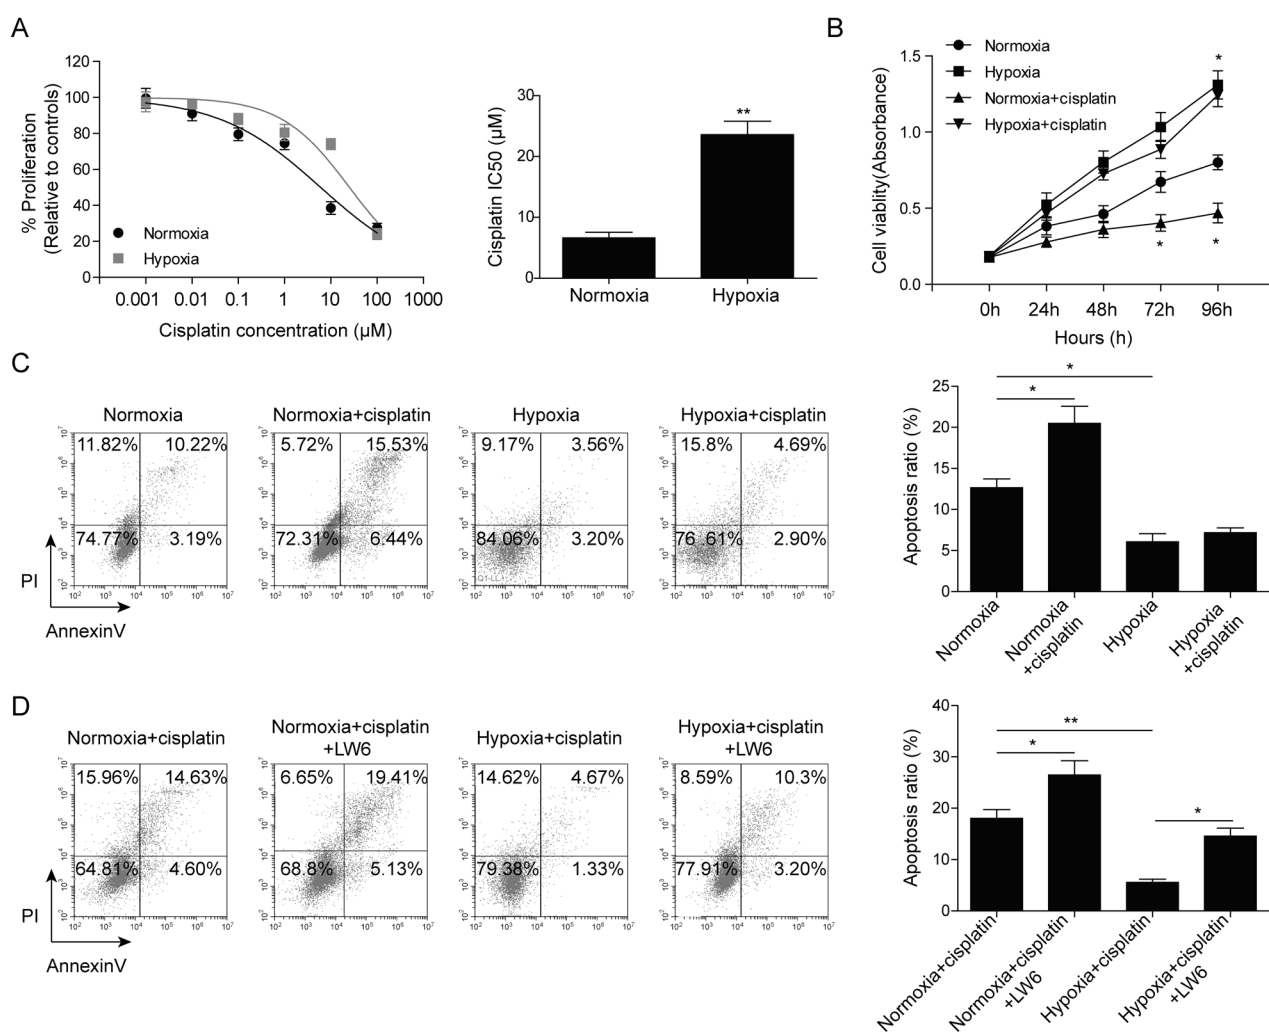 A
120
100
80
60
40
20
0
% Proliferation
(Relative to controls)
Normoxia
Hypoxia
0.001 0.01 0.1 1 10 100 1000
Cisplatin concentration (µM)
30
20
10
0
Cisplatin IC50 (µM)
**
Normoxia Hypoxia
B
Normoxia
Hypoxia
Normoxia+cisplatin
Hypoxia+cisplatin
1.5
1.0
0.5
0.0
Cell viablity(Absorbance)
*
* *
0h 24h 48h 72h 96h
Hours (h)
C
Normoxia Normoxia+cisplatin Hypoxia Hypoxia+cisplatin
11.82% 10.22% 5.72% 15.53% 9.17% 3.56% 15.8% 4.69%
74.77% 3.19% 72.31% 6.44% 84.06% 3.20% 76.61% 2.90%
PI
AnnexinV
25
20
15
10
5
0
Apoptosis ratio (%)
*
*
Normoxia
Normoxia
+cisplatin
Hypoxia
Hypoxia
+cisplatin
D
Normoxia+cisplatin
Normoxia+cisplatin
+LW6
Hypoxia+cisplatin
Hypoxia+cisplatin
+LW6
15.96% 14.63% 6.65% 19.41% 14.62% 4.67% 8.59% 10.3%
64.81% 4.60% 68.8% 5.13% 79.38% 1.33% 77.91% 3.20%
PI
AnnexinV
40
30
20
10
0
Apoptosis ratio (%)
**
*
*
Normoxia+cisplatin
Normoxia+cisplatin
+LW6
Hypoxia+cisplatin
Hypoxia+cisplatin
+LW6